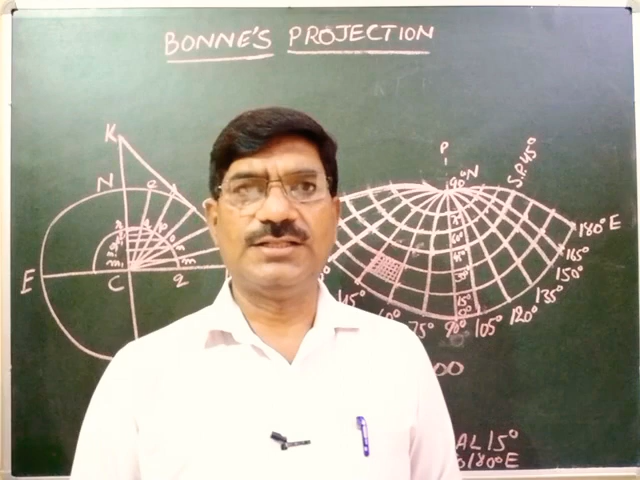 BONNE'S PROJECTION
K
P
N
e
90° N
S.P. 45°
180° E
165°
150°
135°
120°
105°
90°
75°
60°
45°
E
C
Q
15°
0°
00
AL 15°
180° E